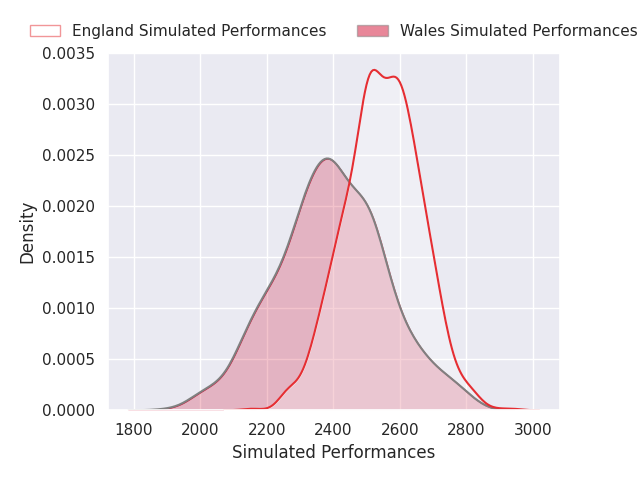 England Simulated Performances Wales Simulated Performances
0.0035
0.0030
0.0025
0.0020
0.0015
0.0010
0.0005
0.0000
Density
1800 2000 2200 2400 2600 2800 3000
Simulated Performances